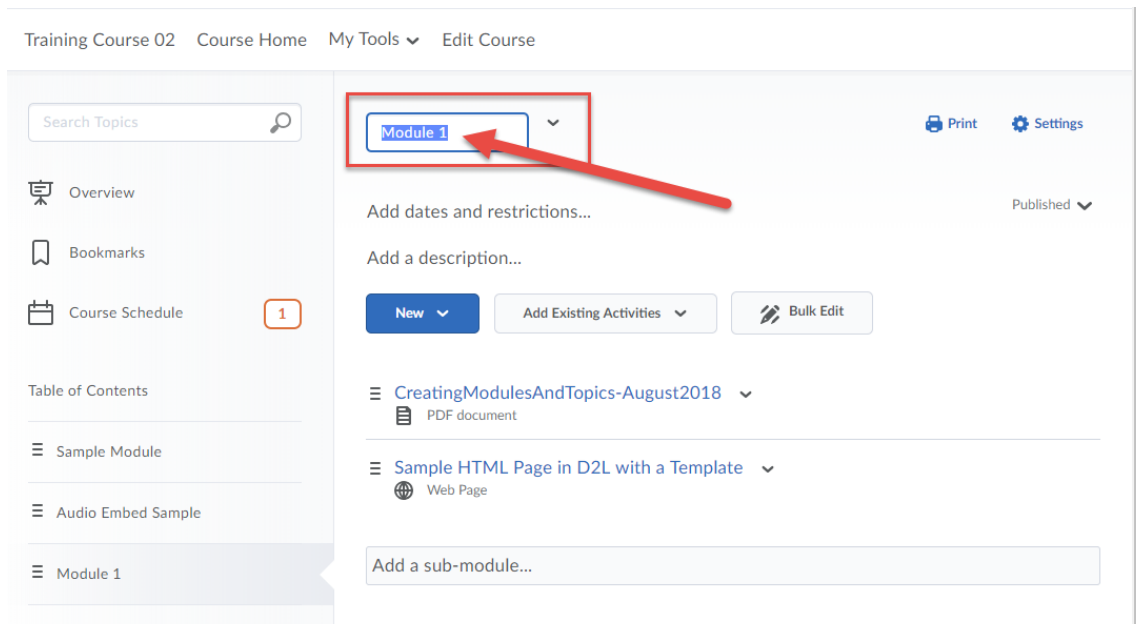 Training Course 02 Course Home My Tools Edit Course
Search Topics
Overview
Bookmarks
Course Schedule 1
Table of Contents
Sample Module
Audio Embed Sample
Module 1
Module 1
Print Settings
Add dates and restrictions...
Published
Add a description...
New Add Existing Activities Bulk Edit
CreatingModulesAndTopics-August2018
PDF document
Sample HTML Page in D2L with a Template
Web Page
Add a sub-module...